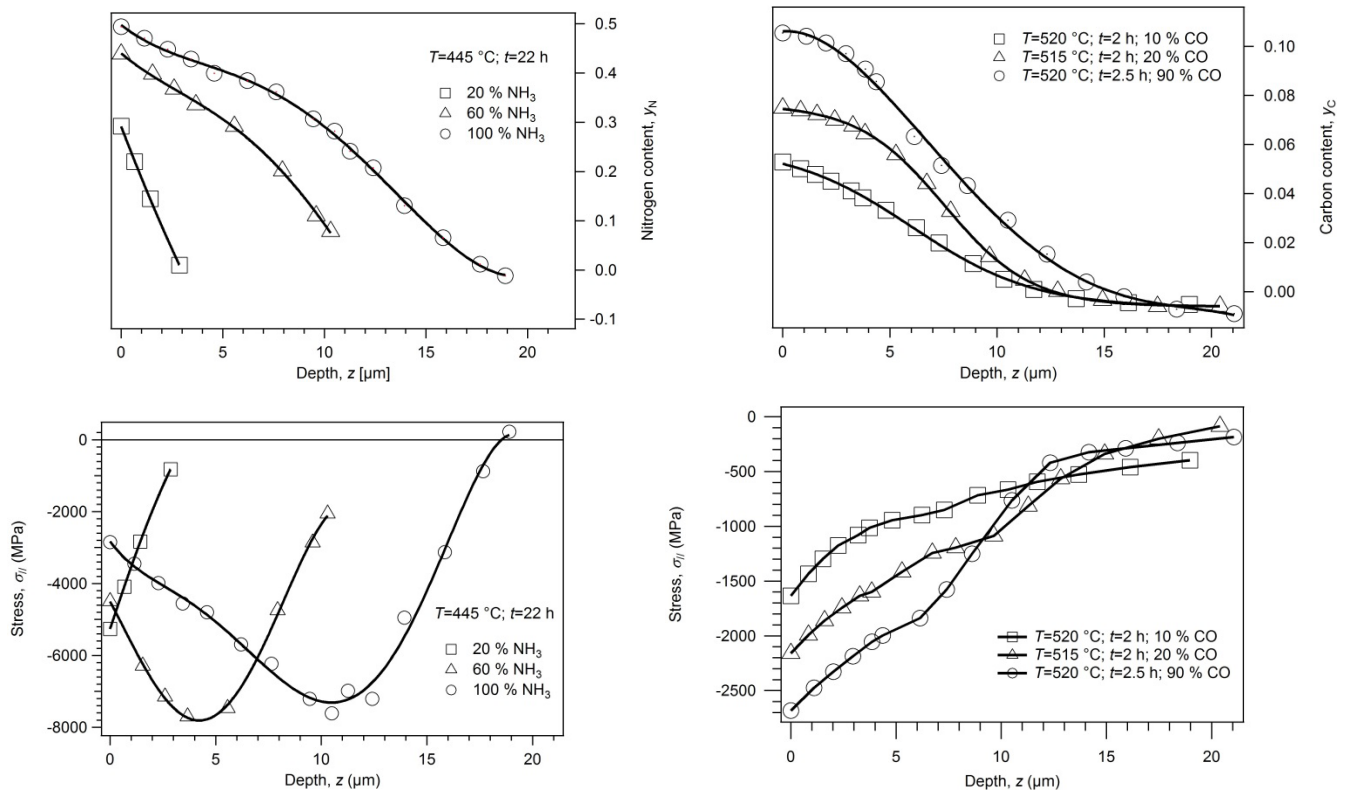 0.5
0.4
0.3
0.2
0.1
0.0
-0.1
Nitrogen content, yN
T=445 °C; t=22 h
20 % NH3
60 % NH3
100 % NH3
0 5 10 15 20
Depth, z [µm]
0.10
0.08
0.06
0.04
0.02
0.00
Carbon content, yC
T=520 °C; t=2 h; 10 % CO
T=515 °C; t=2 h; 20 % CO
T=520 °C; t=2.5 h; 90 % CO
0 5 10 15 20
Depth, z (µm)
0
-2000
-4000
-6000
-8000
Stress, σ// (MPa)
T=445 °C; t=22 h
20 % NH3
60 % NH3
100 % NH3
0 5 10 15 20
Depth, z (µm)
0
-500
-1000
-1500
-2000
-2500
Stress, σ// (MPa)
T=520 °C; t=2 h; 10 % CO
T=515 °C; t=2 h; 20 % CO
T=520 °C; t=2.5 h; 90 % CO
0 5 10 15 20
Depth, z (µm)